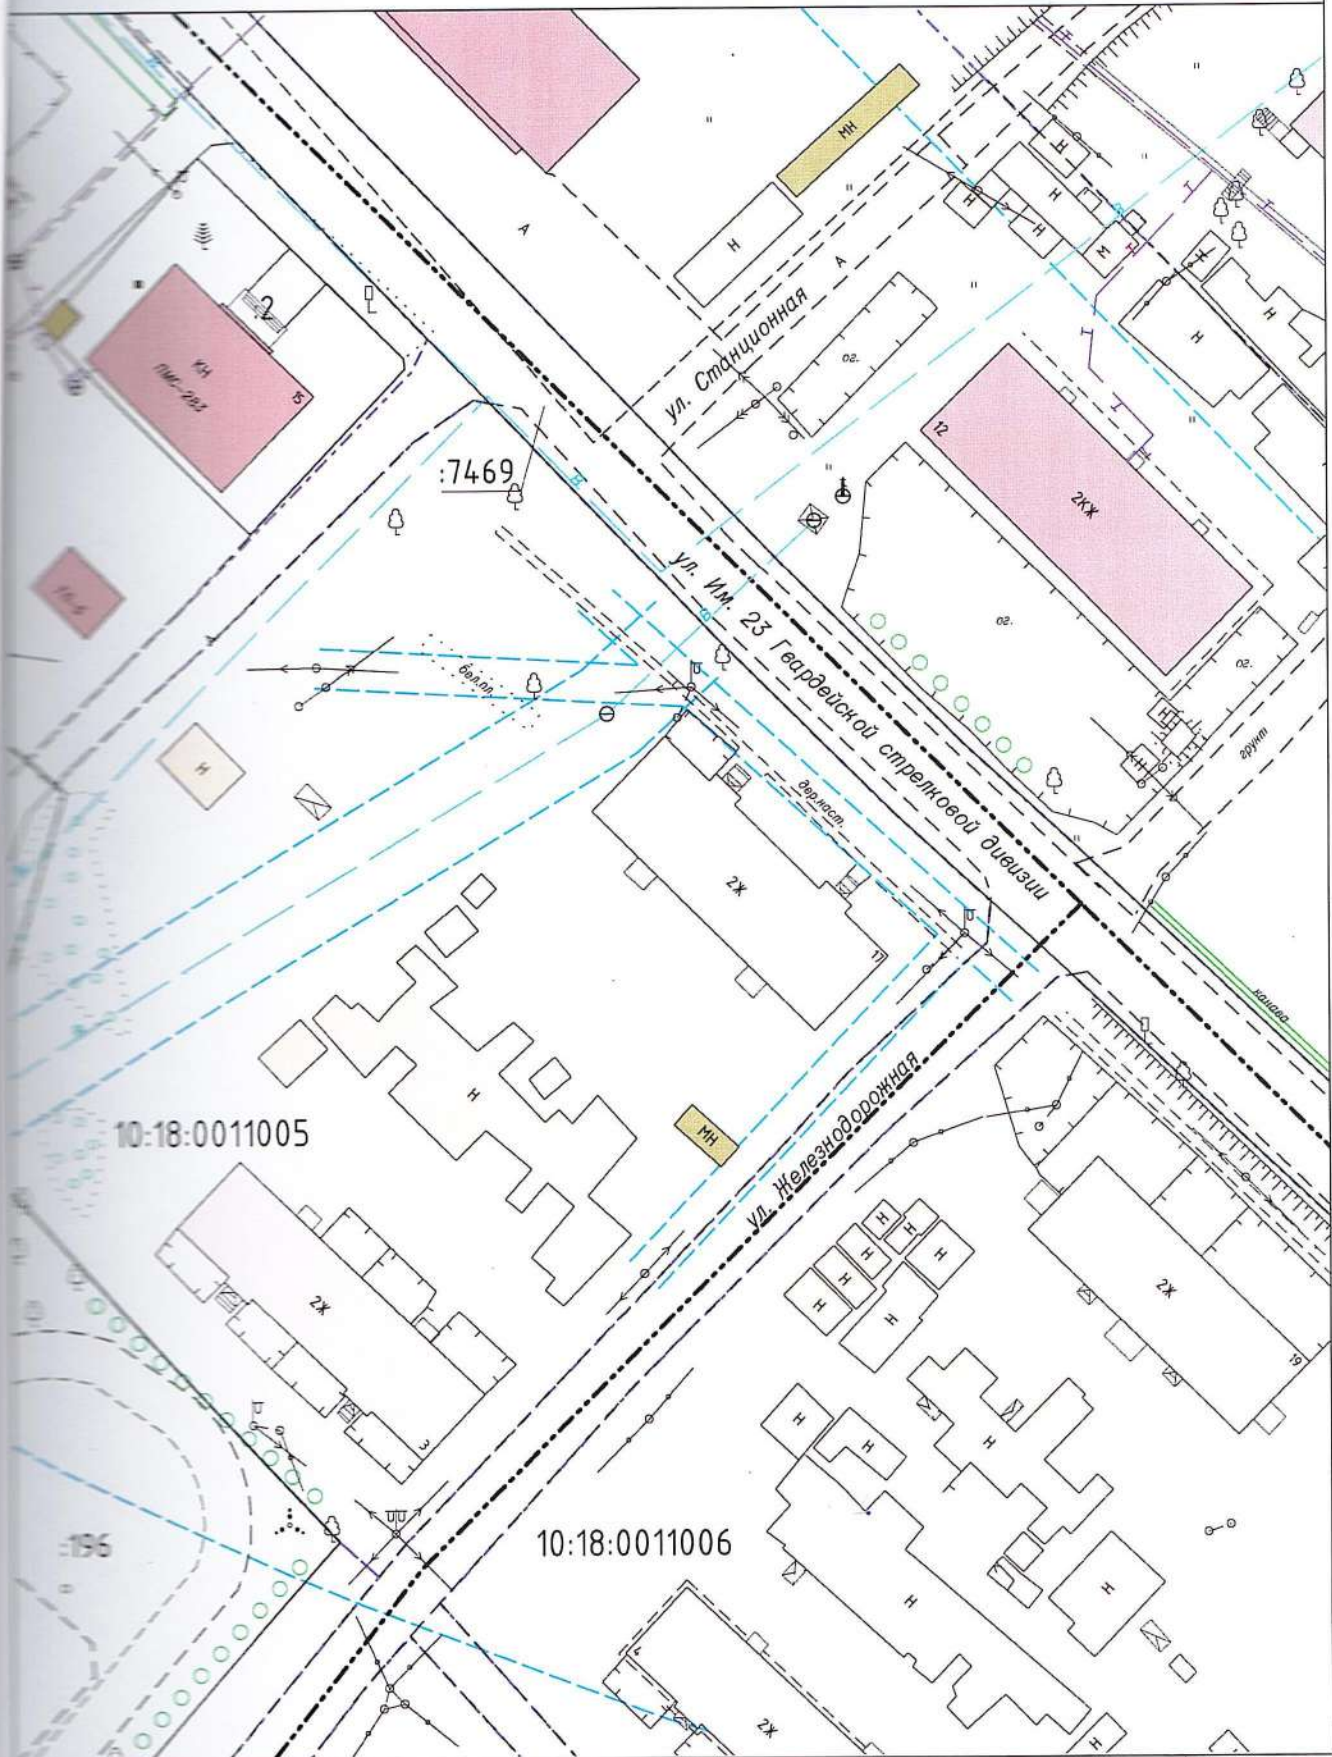 МН
Н
Н
Н
Н
Н
М
Н
Н
Н
А
А
ул. Станционная
ог.
КН
ПМС-283
15
12
2КЖ
:7469
ул. Им. 23 Гвардейской стрелковой дивизии
ог.
ог.
Н
Н
грунт
бол.пл.
Н
дер.наст.
2Ж
17
канава
Н
МН
ул. Железнодорожная
10:18:0011005
2Ж
3
Н
Н
Н
Н
Н
Н
Н
2Ж
19
Н
Н
Н
:196
10:18:0011006
Н
Н
4
2Ж
Н